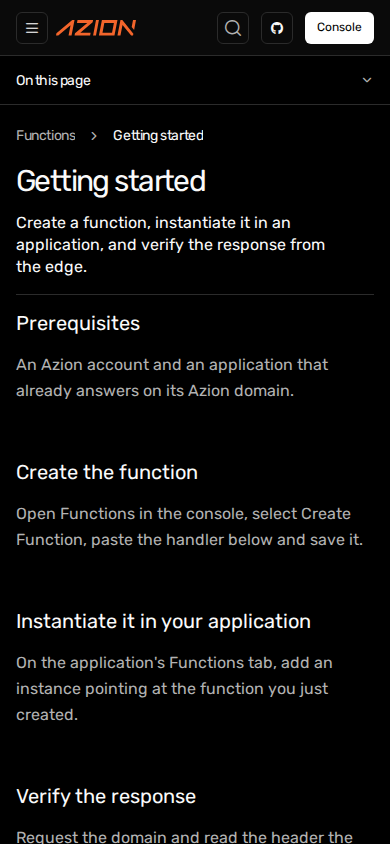 AZION
Console
On this page
Functions
Getting started
Getting started
Create a function, instantiate it in an
application, and verify the response from
the edge.
Prerequisites
An Azion account and an application that
already answers on its Azion domain.
Create the function
Open Functions in the console, select Create
Function, paste the handler below and save it.
Instantiate it in your application
On the application's Functions tab, add an
instance pointing at the function you just
created.
Verify the response
Request the domain and read the header the